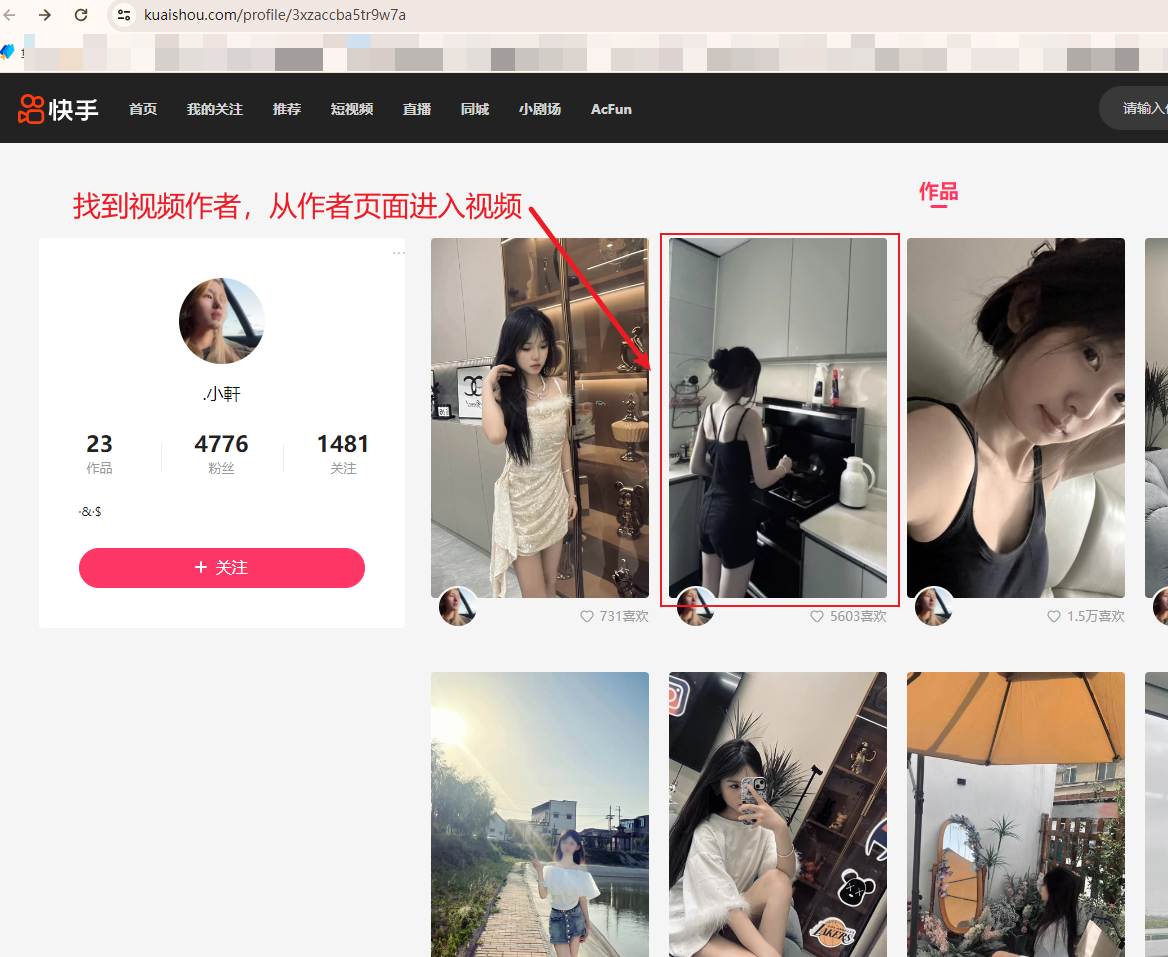 kuaishou.com/profile/3xzaccba5tr9w7a
快手
首页 我的关注 推荐 短视频 直播 同城 小剧场 AcFun
请输入
作品
找到视频作者，从作者页面进入视频
.小軒
23 4776 1481
作品 粉丝 关注
·&·$
+ 关注
731喜欢 5603喜欢 1.5万喜欢
LAKERS